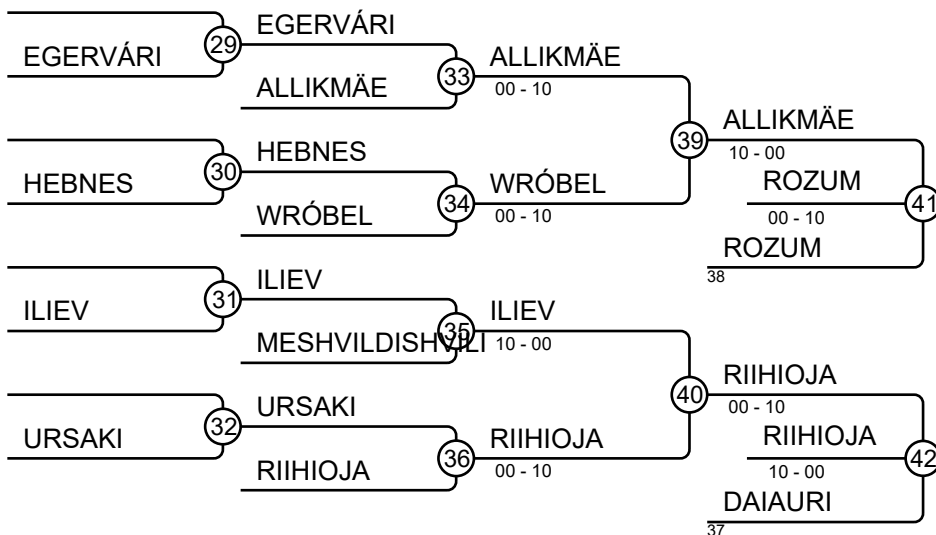 EGERVÁRI
29
EGERVÁRI
ALLIKMÄE
33
ALLIKMÄE
00 - 10
HEBNES
30
HEBNES
WRÓBEL
34
WRÓBEL
00 - 10
39
ALLIKMÄE
10 - 00
ROZUM
00 - 10
41
ROZUM
38
ILIEV
31
ILIEV
MESHVILDISHVILI
35
ILIEV
10 - 00
URSAKI
32
URSAKI
RIIHIOJA
36
RIIHIOJA
00 - 10
40
RIIHIOJA
00 - 10
RIIHIOJA
10 - 00
42
DAIAURI
37